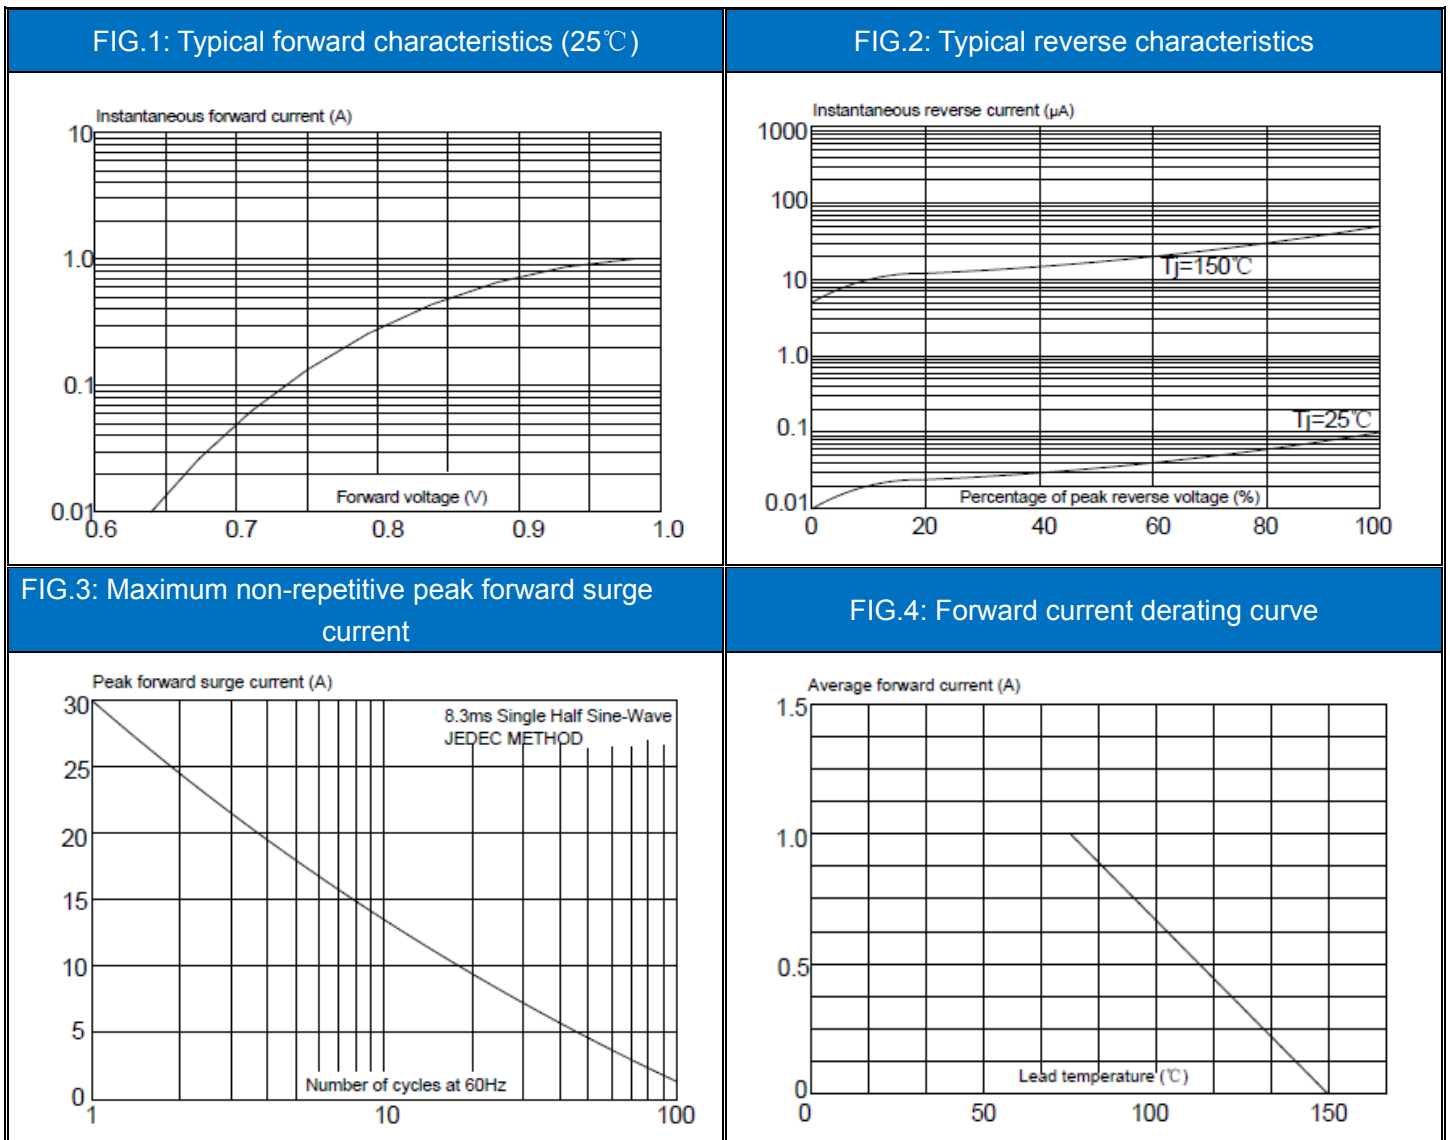 FIG.1: Typical forward characteristics (25℃)
Instantaneous forward current (A)
10
1.0
0.1
0.01
Forward voltage (V)
0.6 0.7 0.8 0.9 1.0
FIG.2: Typical reverse characteristics
Instantaneous reverse current (μA)
1000
100
Tj=150℃
10
1.0
Tj=25℃
0.1
0.01
Percentage of peak reverse voltage (%)
0 20 40 60 80 100
FIG.3: Maximum non-repetitive peak forward surge
current
Peak forward surge current (A)
30
8.3ms Single Half Sine-Wave
JEDEC METHOD
25
20
15
10
5
0
Number of cycles at 60Hz
1 10 100
FIG.4: Forward current derating curve
Average forward current (A)
1.5
1.0
0.5
0
Lead temperature (℃)
0 50 100 150